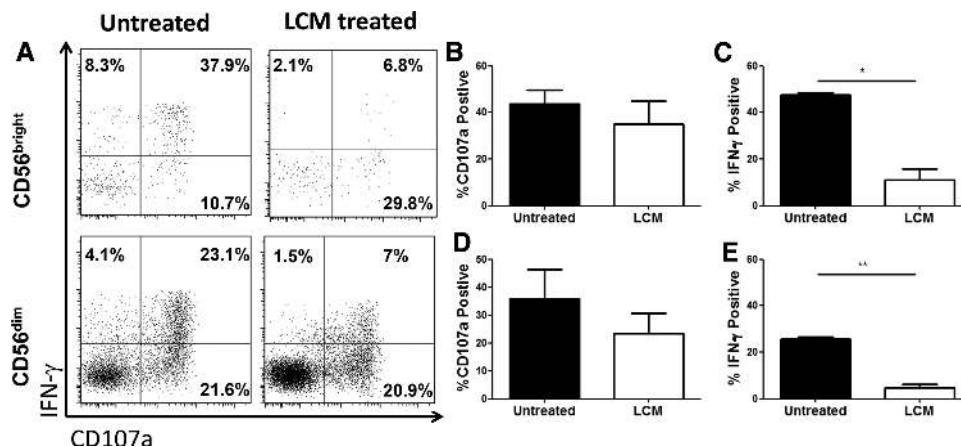 Untreated
LCM treated
A
8.3%
37.9%
2.1%
6.8%
CD56bright
10.7%
29.8%
4.1%
23.1%
1.5%
7%
CD56dim
21.6%
20.9%
IFN-γ
CD107a
B
%CD107a Postive
60
40
20
0
Untreated
LCM
C
% IFNγ Positive
60
40
20
0
*
Untreated
LCM
D
%CD107a Postive
50
40
30
20
10
0
Untreated
LCM
E
% IFNγ Positive
60
40
20
0
**
Untreated
LCM